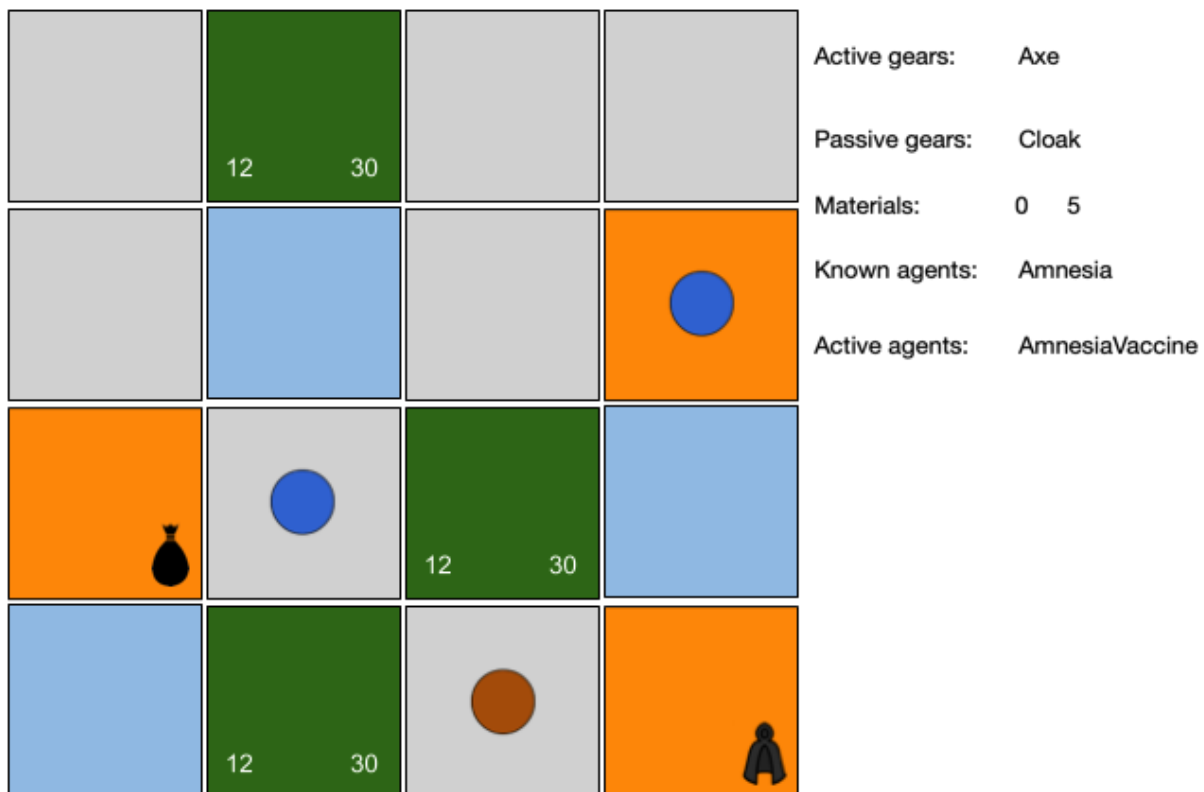 12 30
Active gears: Axe
Passive gears: Cloak
Materials: 0 5
Known agents: Amnesia
Active agents: AmnesiaVaccine
12 30
12 30